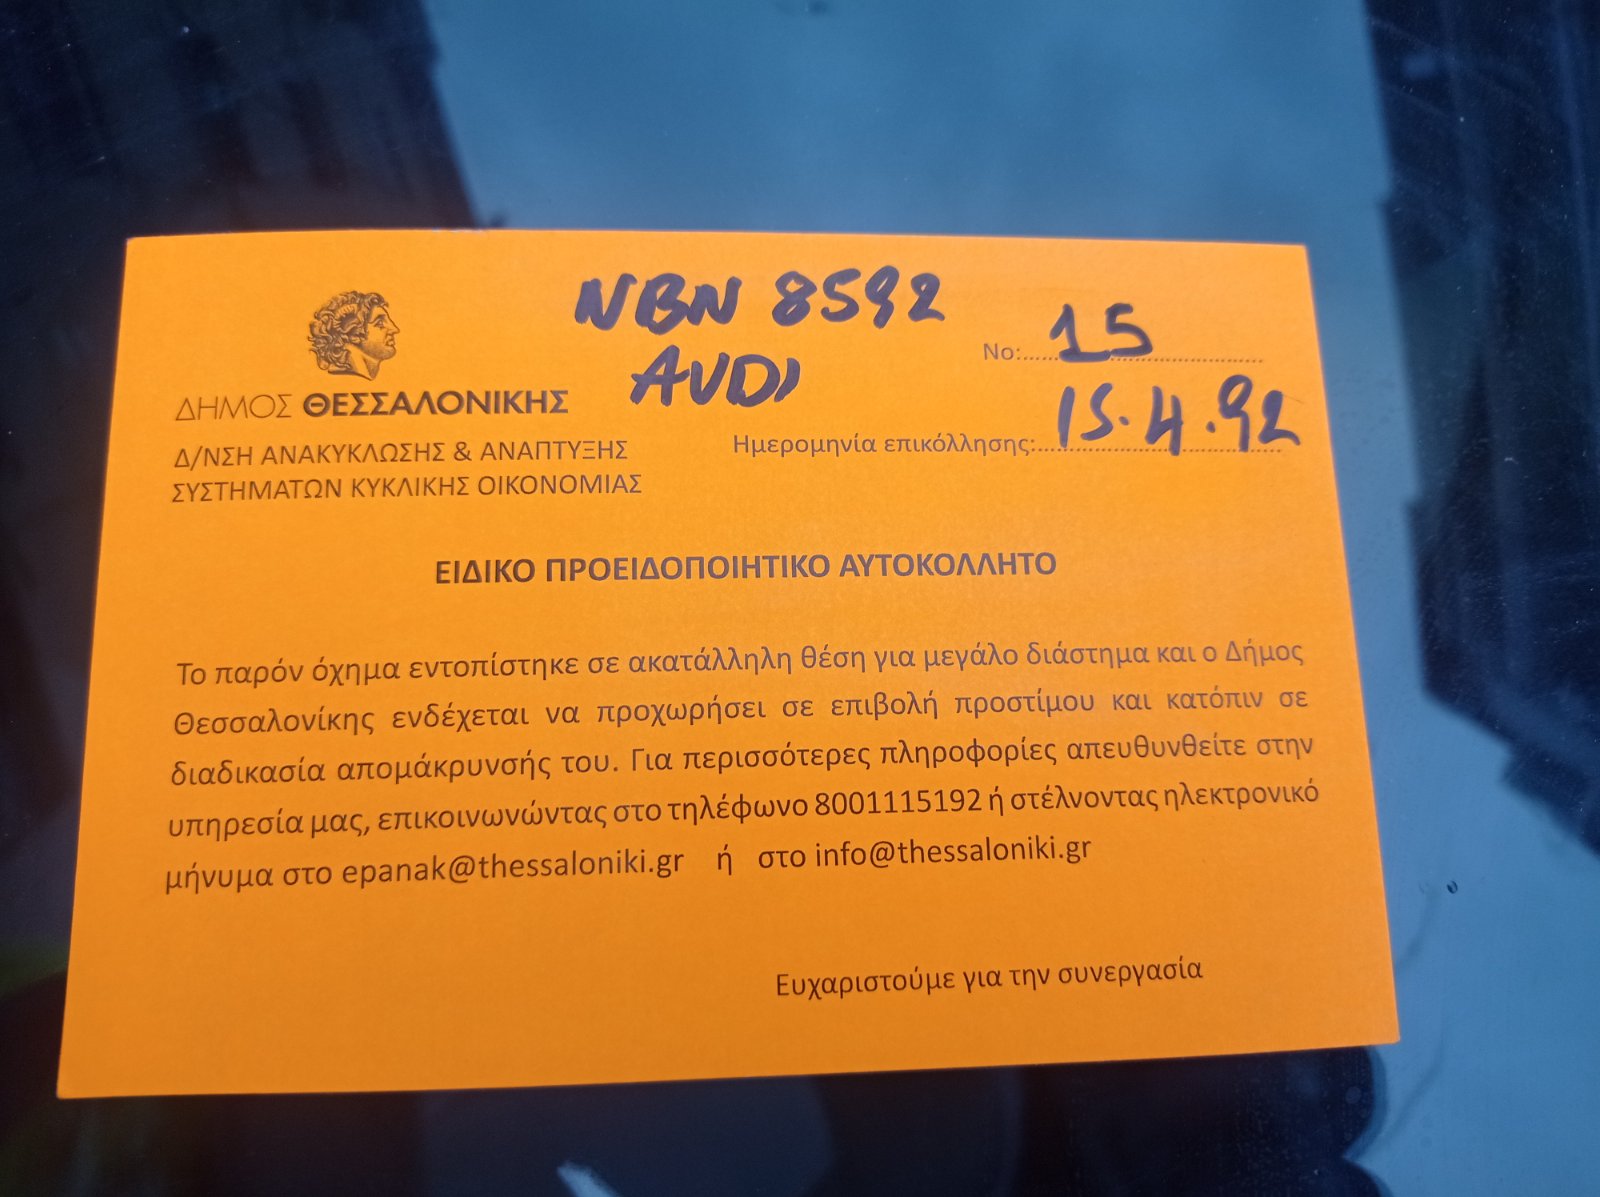 NBN 8592
AUDI
Νο:......15......
ΔΗΜΟΣ ΘΕΣΣΑΛΟΝΙΚΗΣ
Δ/ΝΣΗ ΑΝΑΚΥΚΛΩΣΗΣ & ΑΝΑΠΤΥΞΗΣ
ΣΥΣΤΗΜΑΤΩΝ ΚΥΚΛΙΚΗΣ ΟΙΚΟΝΟΜΙΑΣ
Ημερομηνία επικόλλησης:....15.4.92
ΕΙΔΙΚΟ ΠΡΟΕΙΔΟΠΟΙΗΤΙΚΟ ΑΥΤΟΚΟΛΛΗΤΟ
Το παρόν όχημα εντοπίστηκε σε ακατάλληλη θέση για μεγάλο διάστημα και ο Δήμος
Θεσσαλονίκης ενδέχεται να προχωρήσει σε επιβολή προστίμου και κατόπιν σε
διαδικασία απομάκρυνσής του. Για περισσότερες πληροφορίες απευθυνθείτε στην
υπηρεσία μας, επικοινωνώντας στο τηλέφωνο 8001115192 ή στέλνοντας ηλεκτρονικό
μήνυμα στο epanak@thessaloniki.gr ή στο info@thessaloniki.gr
Ευχαριστούμε για την συνεργασία